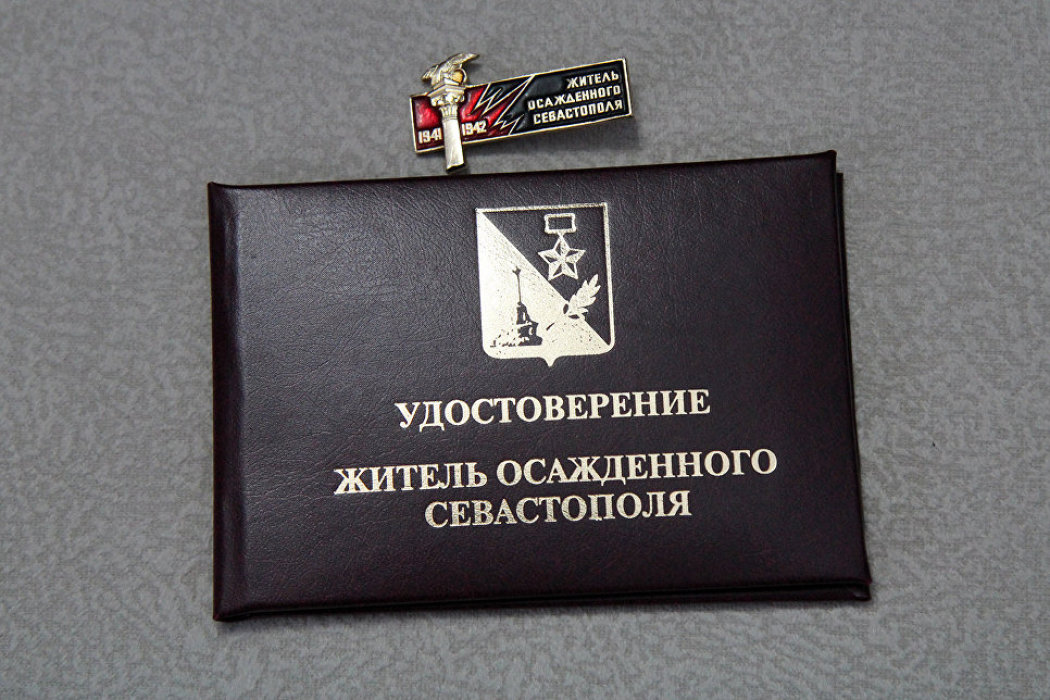 ЖИТЕЛЬ
ОСАЖДЕННОГО
СЕВАСТОПОЛЯ
1941 1942
УДОСТОВЕРЕНИЕ
ЖИТЕЛЬ ОСАЖДЕННОГО
СЕВАСТОПОЛЯ